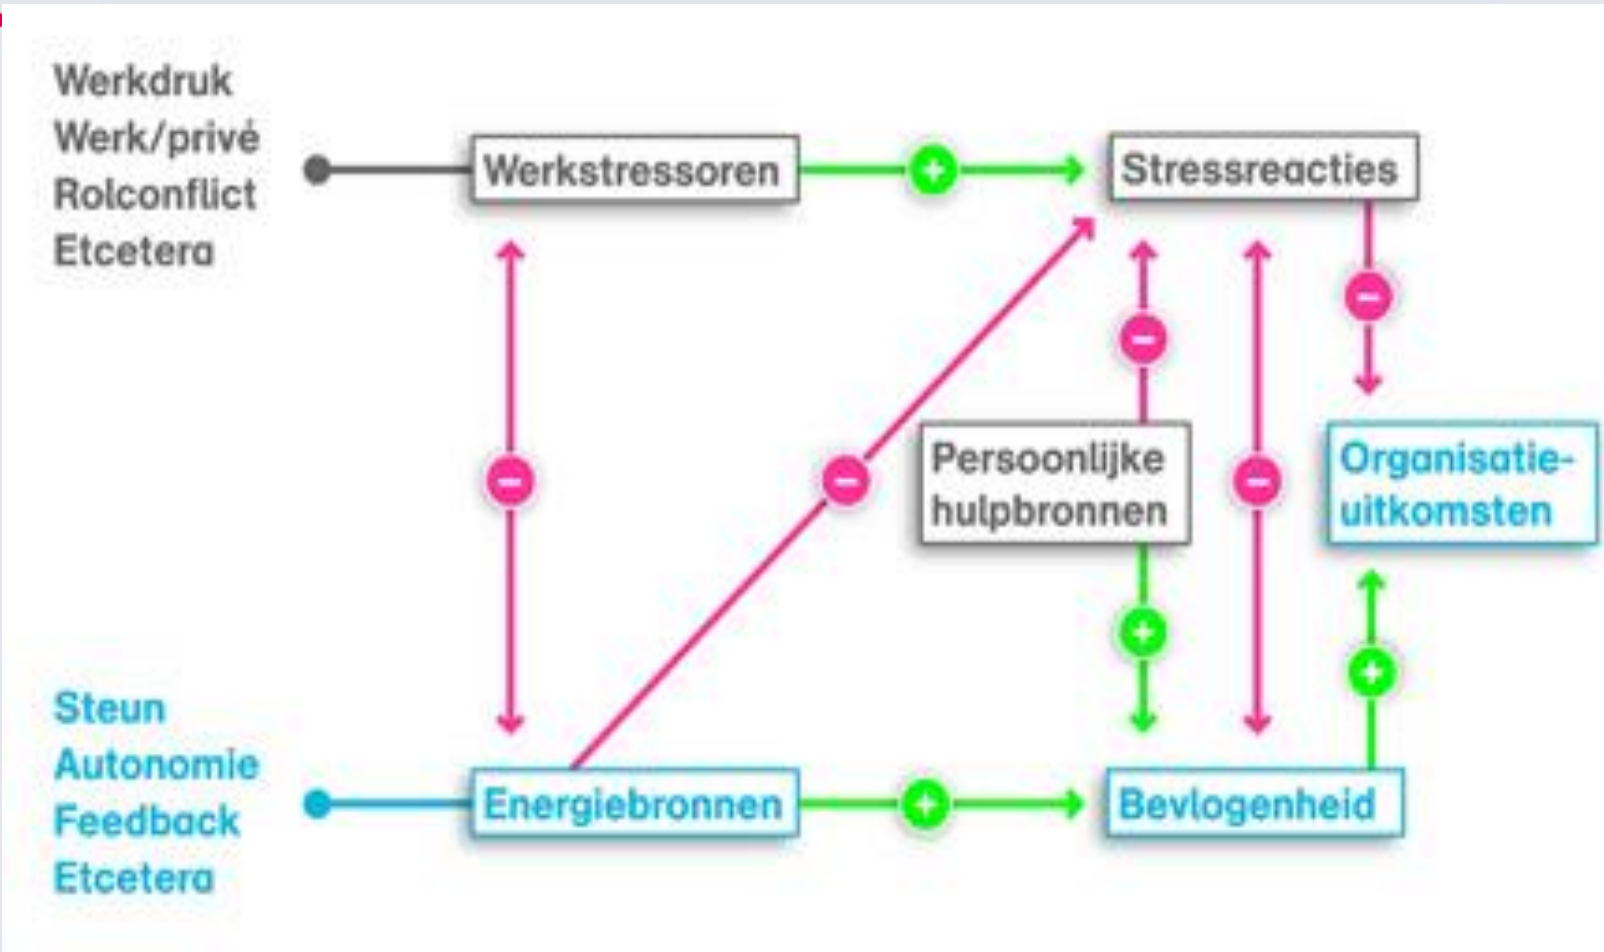 Werkdruk
Werk/privé
Rolconflict
Etcetera
Werkstressoren
+
Stressreacties
−
−
−
−
−
Persoonlijke
hulpbronnen
Organisatie-
uitkomsten
+
+
Steun
Autonomie
Feedback
Etcetera
Energiebronnen
+
Bevlogenheid